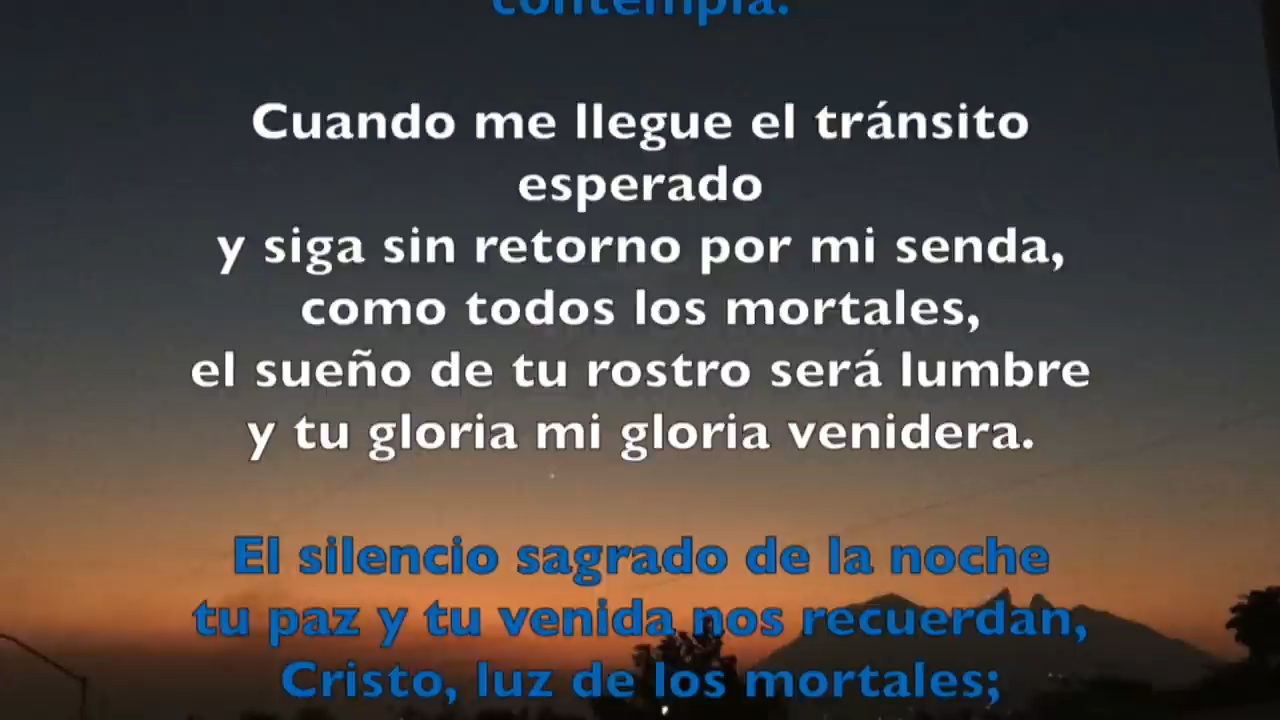 contempla.
Cuando me llegue el tránsito
esperado
y siga sin retorno por mi senda,
como todos los mortales,
el sueño de tu rostro será lumbre
y tu gloria mi gloria venidera.
El silencio sagrado de la noche
tu paz y tu venida nos recuerdan,
Cristo, luz de los mortales;